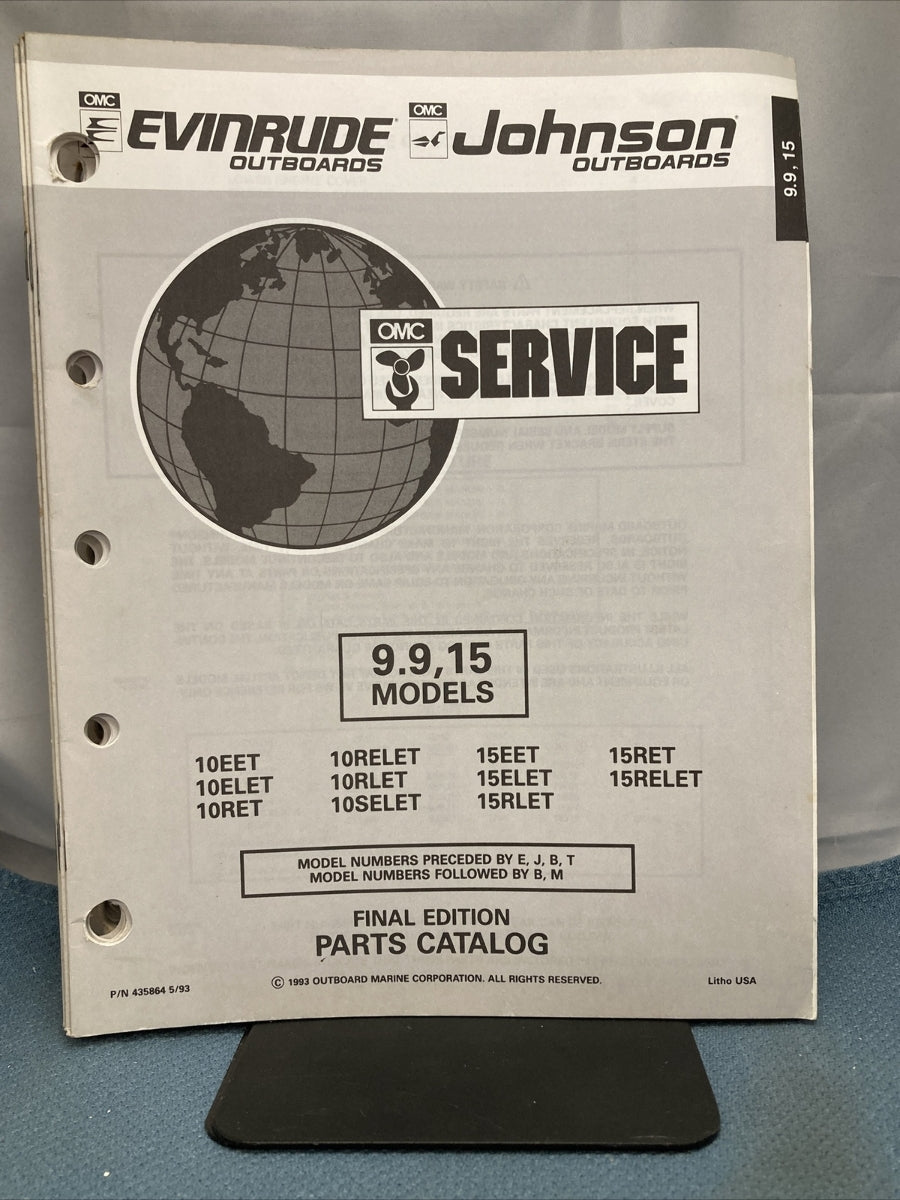 OMC
EVINRUDE
OUTBOARDS
OMC
Johnson
OUTBOARDS
9.9, 15
OMC
SERVICE
9.9,15
MODELS
10EET 10RELET 15EET 15RET
10ELET 10RLET 15ELET 15RELET
10RET 10SELET 15RLET
MODEL NUMBERS PRECEDED BY E, J, B, T
MODEL NUMBERS FOLLOWED BY B, M
FINAL EDITION
PARTS CATALOG
P/N 435864 5/93
© 1993 OUTBOARD MARINE CORPORATION. ALL RIGHTS RESERVED.
Litho USA